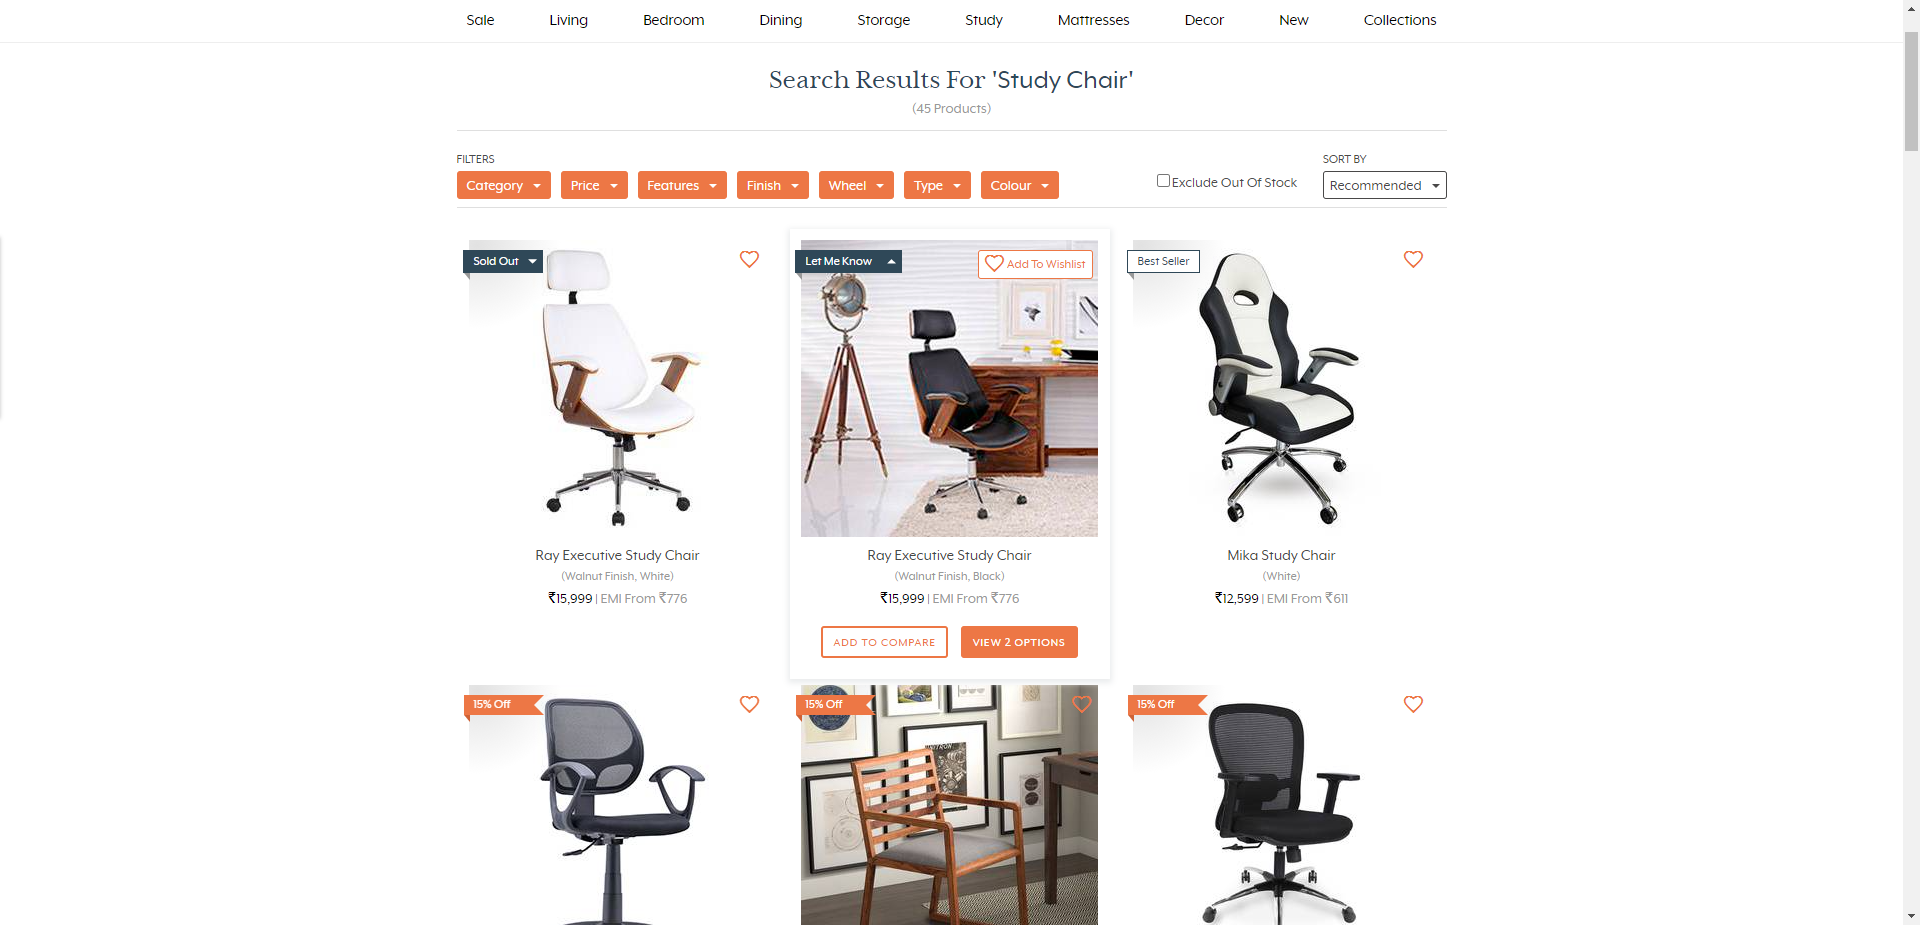 Sale Living Bedroom Dining Storage Study Mattresses Decor New Collections
Search Results For 'Study Chair'
(45 Products)
FILTERS
SORT BY
Category Price Features Finish Wheel Type Colour
Exclude Out Of Stock
Recommended
Sold Out
Let Me Know
Add To Wishlist
Best Seller
Ray Executive Study Chair
(Walnut Finish, White)
₹15,999 | EMI From ₹776
Ray Executive Study Chair
(Walnut Finish, Black)
₹15,999 | EMI From ₹776
ADD TO COMPARE
VIEW 2 OPTIONS
Mika Study Chair
(White)
₹12,599 | EMI From ₹611
15% Off
15% Off
15% Off